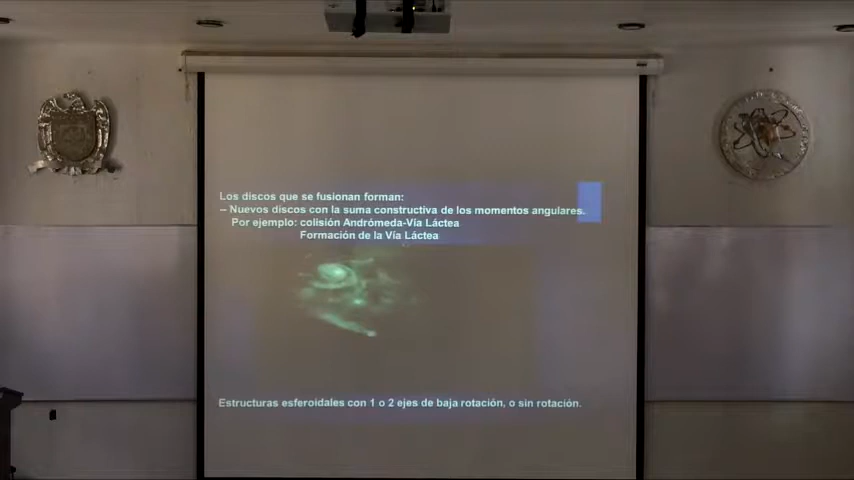 Los discos que se fusionan forman:
– Nuevos discos con la suma constructiva de los momentos angulares.
Por ejemplo: colisión Andrómeda-Vía Láctea
Formación de la Vía Láctea
Estructuras esferoidales con 1 o 2 ejes de baja rotación, o sin rotación.